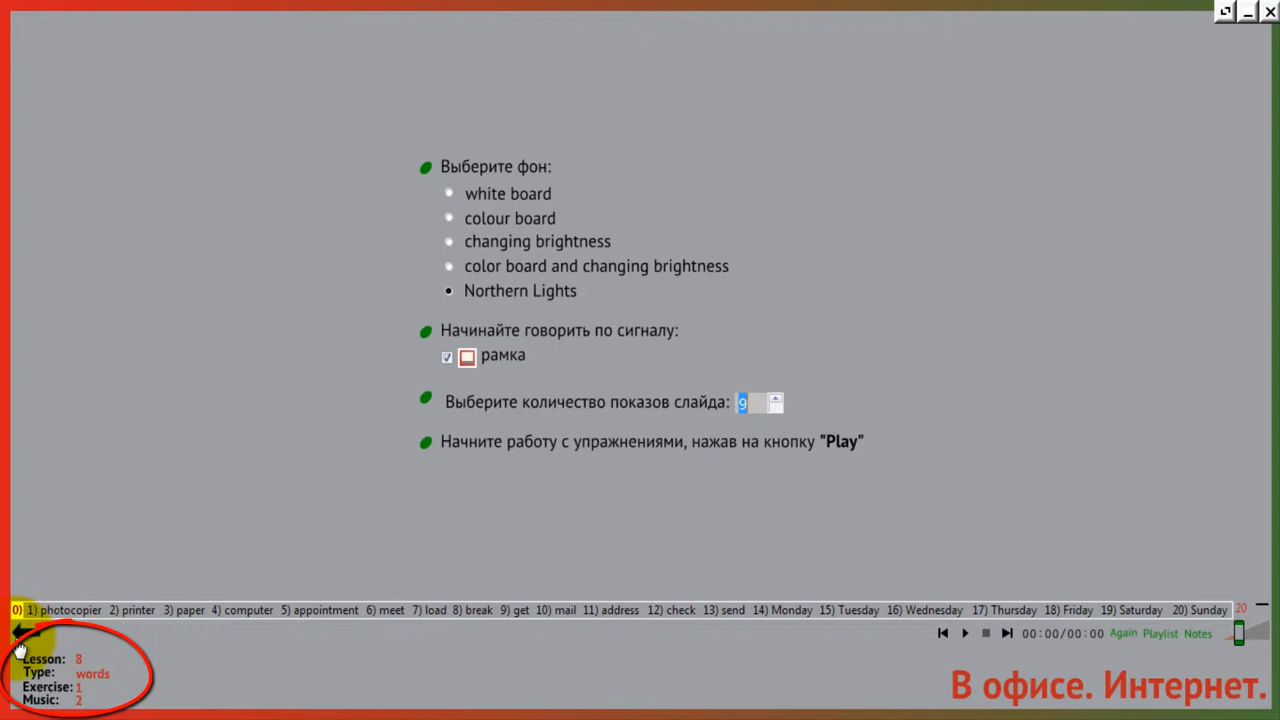 Выберите фон:
white board
colour board
changing brightness
color board and changing brightness
Northern Lights
Начинайте говорить по сигналу:
рамка
Выберите количество показов слайда: 9
Начните работу с упражнениями, нажав на кнопку "Play"
0) 1) photocopier 2) printer 3) paper 4) computer 5) appointment 6) meet 7) load 8) break 9) get 10) mail 11) address 12) check 13) send 14) Monday 15) Tuesday 16) Wednesday 17) Thursday 18) Friday 19) Saturday 20) Sunday 20
00:00/00:00 Again Playlist Notes
Lesson: 8
Type: words
Exercise: 1
Music: 2
В офисе. Интернет.